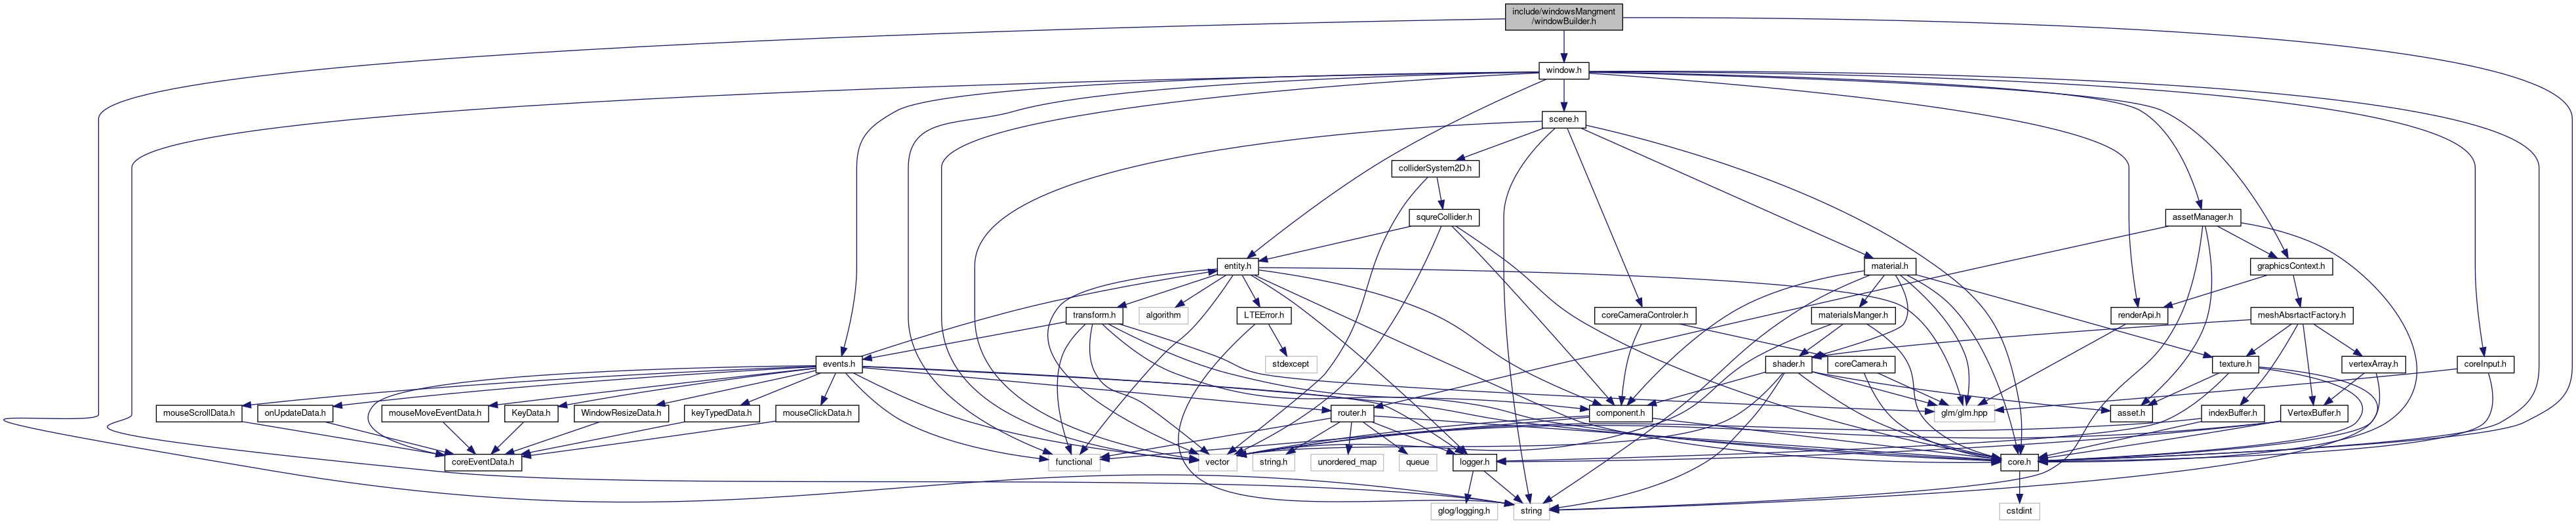 include/windowsMangment
/windowBuilder.h
window.h
scene.h
colliderSystem2D.h
squreCollider.h
assetManager.h
entity.h
material.h
graphicsContext.h
transform.h
algorithm
LTEError.h
coreCameraControler.h
materialsManger.h
renderApi.h
meshAbsrtactFactory.h
events.h
stdexcept
shader.h
coreCamera.h
texture.h
vertexArray.h
coreInput.h
mouseScrollData.h
onUpdateData.h
mouseMoveEventData.h
KeyData.h
WindowResizeData.h
keyTypedData.h
mouseClickData.h
router.h
component.h
glm/glm.hpp
asset.h
indexBuffer.h
VertexBuffer.h
coreEventData.h
functional
vector
string.h
unordered_map
queue
logger.h
core.h
glog/logging.h
string
cstdint